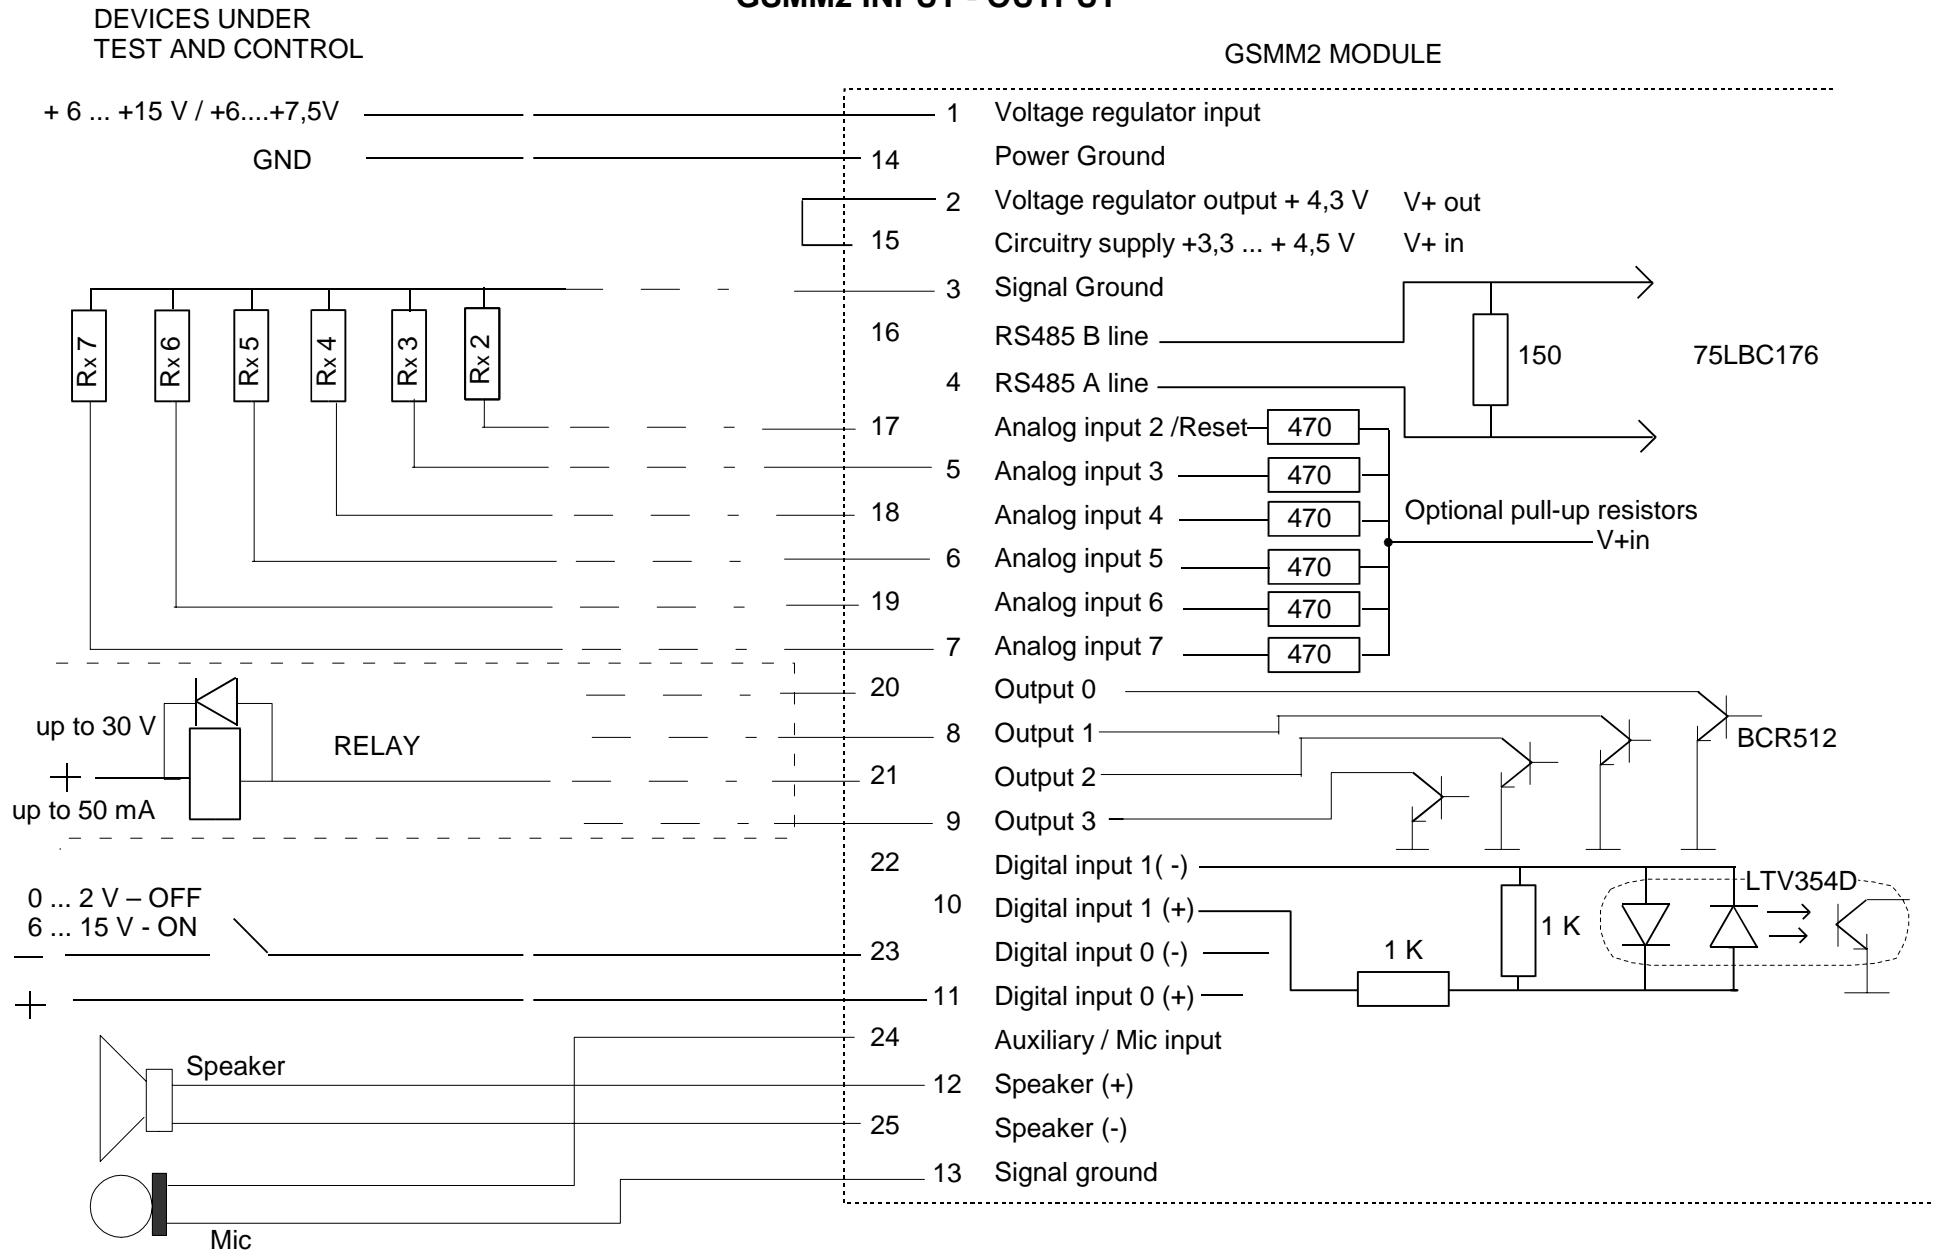 GSMM2 INPUT - OUTPUT
DEVICES UNDER
TEST AND CONTROL
GSMM2 MODULE
+ 6 ... +15 V / +6....+7,5V
1 Voltage regulator input
GND
14 Power Ground
2 Voltage regulator output + 4,3 V V+ out
15 Circuitry supply +3,3 ... + 4,5 V V+ in
3 Signal Ground
16 RS485 B line
Rx 7
Rx 6
Rx 5
Rx 4
Rx 3
Rx 2
150
75LBC176
4 RS485 A line
17 Analog input 2 /Reset 470
5 Analog input 3 470
18 Analog input 4 470
Optional pull-up resistors
V+in
6 Analog input 5 470
19 Analog input 6 470
7 Analog input 7 470
20 Output 0
up to 30 V
RELAY
8 Output 1
BCR512
+
21 Output 2
up to 50 mA
9 Output 3
22 Digital input 1( -)
LTV354D
0 ... 2 V – OFF
6 ... 15 V - ON
10 Digital input 1 (+)
1 K
1 K
–
23 Digital input 0 (-)
+
11 Digital input 0 (+)
24 Auxiliary / Mic input
Speaker
12 Speaker (+)
25 Speaker (-)
13 Signal ground
Mic